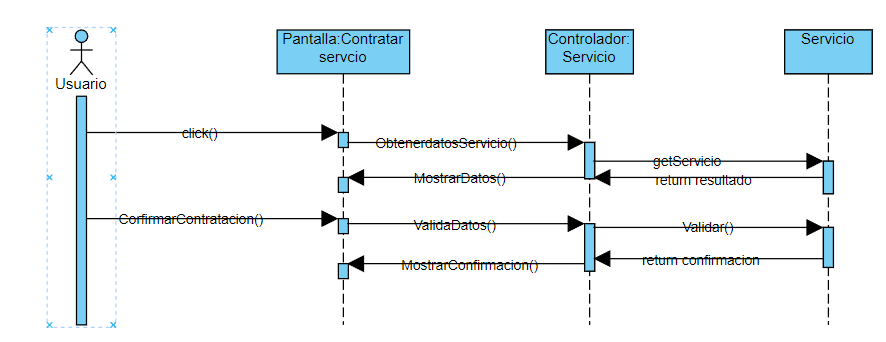 Pantalla:Contratar
servcio
Controlador:
Servicio
Servicio
Usuario
click()
ObtenerdatosServicio()
getServicio
MostrarDatos()
return resultado
CorfirmarContratacion()
ValidaDatos()
Validar()
MostrarConfirmacion()
return confirmacion